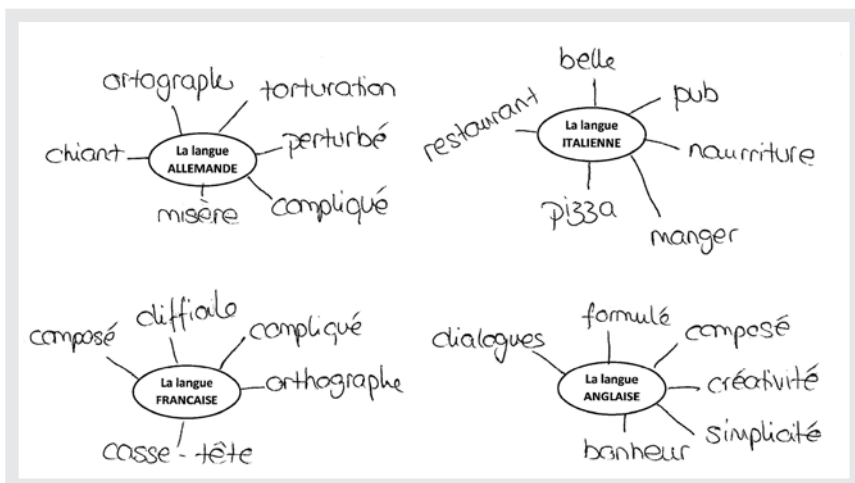 ortographe
torturation
chiant
La langue
ALLEMANDE
perturbé
misère
compliqué
belle
pub
restaurant
La langue
ITALIENNE
naurriture
pizza
manger
composé
difficile
compliqué
La langue
FRANCAISE
orthographe
casse-tête
dialogues
formulé
composé
La langue
ANGLAISE
créativité
simplicité
bonheur